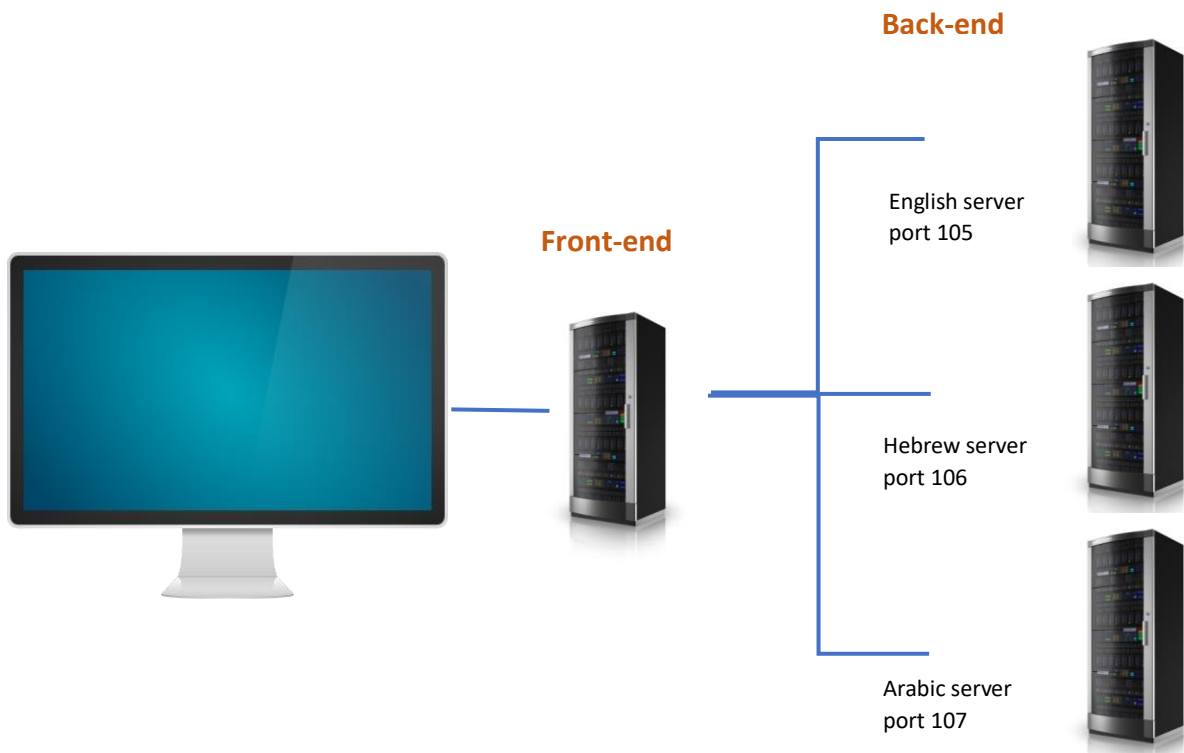 Back-end
English server
port 105
Front-end
Hebrew server
port 106
Arabic server
port 107